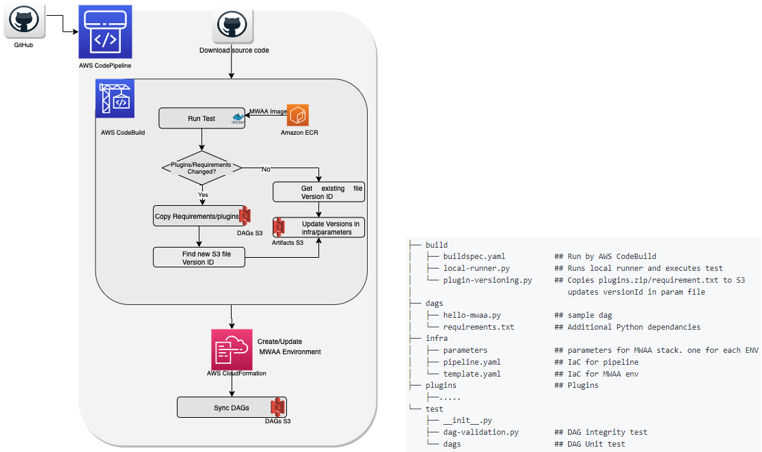 GitHub
AWS CodePipeline
Download source code
AWS CodeBuild
Run Test
docker
MWAA Image
Amazon ECR
Plugins/Requirements
Changed?
No
Yes
Get existing file
Version ID
Copy Requirements/plugins
DAGs S3
Update Versions in
infra/parameters
Artifacts S3
Find new S3 file
Version ID
Create/Update
MWAA Environment
AWS CloudFormation
Sync DAGs
DAGs S3
├── build
│ ├── buildspec.yaml ## Run by AWS CodeBuild
│ ├── local-runner.py ## Runs local runner and executes test
│ └── plugin-versioning.py ## Copies plugins.zip/requirement.txt to S3
│ updates versionId in param file
├── dags
│ ├── hello-mwaa.py ## sample dag
│ └── requirements.txt ## Additional Python dependancies
├── infra
│ ├── parameters ## parameters for MWAA stack. one for each ENV
│ ├── pipeline.yaml ## IaC for pipeline
│ └── template.yaml ## IaC for MWAA env
├── plugins ## Plugins
│ ├──.....
└── test
├── __init__.py
├── dag-validation.py ## DAG integrity test
└── dags ## DAG Unit test